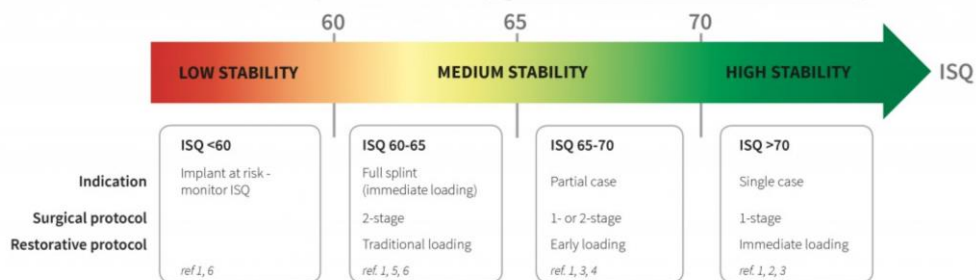 60 65 70
LOW STABILITY MEDIUM STABILITY HIGH STABILITY ISQ
ISQ <60 ISQ 60-65 ISQ 65-70 ISQ >70
Indication Implant at risk - monitor ISQ Full splint (immediate loading) Partial case Single case
Surgical protocol 2-stage 1- or 2-stage 1-stage
Restorative protocol Traditional loading Early loading Immediate loading
ref 1, 6 ref. 1, 5, 6 ref. 1, 3, 4 ref. 1, 2, 3